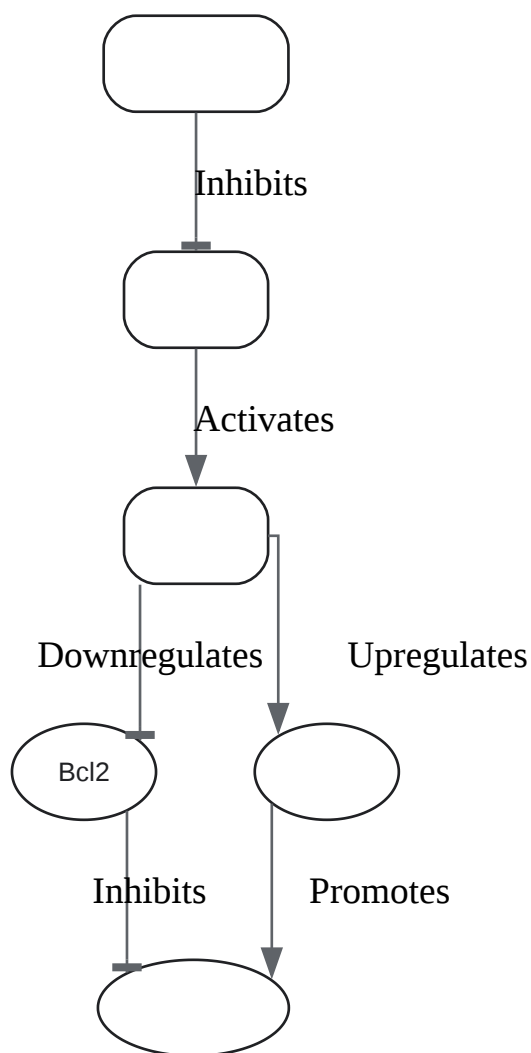 Inhibits
Activates
Downregulates
Upregulates
Bcl2
Inhibits
Promotes